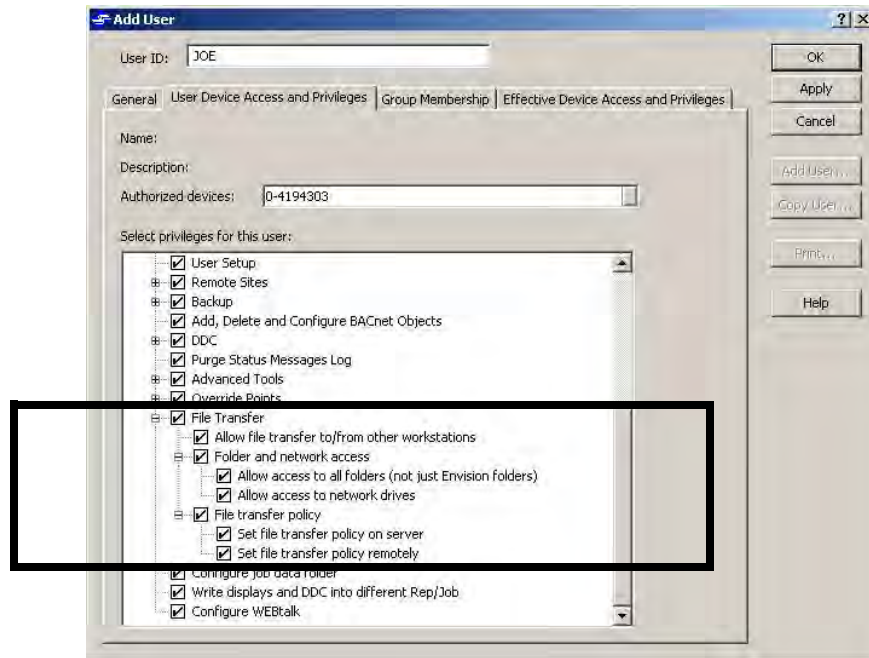 Add User
User ID: JOE
OK
Apply
Cancel
Add User...
Copy User...
Print...
Help
General User Device Access and Privileges Group Membership Effective Device Access and Privileges
Name:
Description:
Authorized devices: 0-4194303
Select privileges for this user:
User Setup
Remote Sites
Backup
Add, Delete and Configure BACnet Objects
DDC
Purge Status Messages Log
Advanced Tools
Override Points
File Transfer
Allow file transfer to/from other workstations
Folder and network access
Allow access to all folders (not just Envision folders)
Allow access to network drives
File transfer policy
Set file transfer policy on server
Set file transfer policy remotely
Configure job data folder
Write displays and DDC into different Rep/Job
Configure WEBtalk